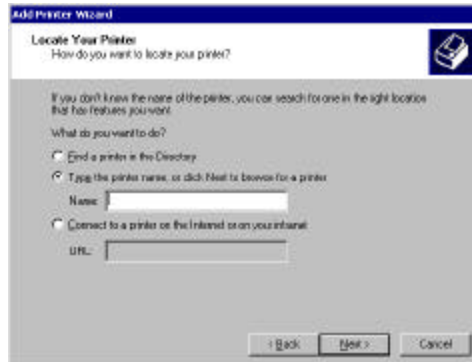 Add Printer Wizard
Locate Your Printer
How do you want to locate your printer?
If you don't know the name of the printer, you can search for one in the right location
that has features you want.
What do you want to do?
Find a printer in the Directory
Type the printer name, or click Next to browse for a printer
Name:
Connect to a printer on the Internet or on your intranet
URL:
< Back
Next >
Cancel